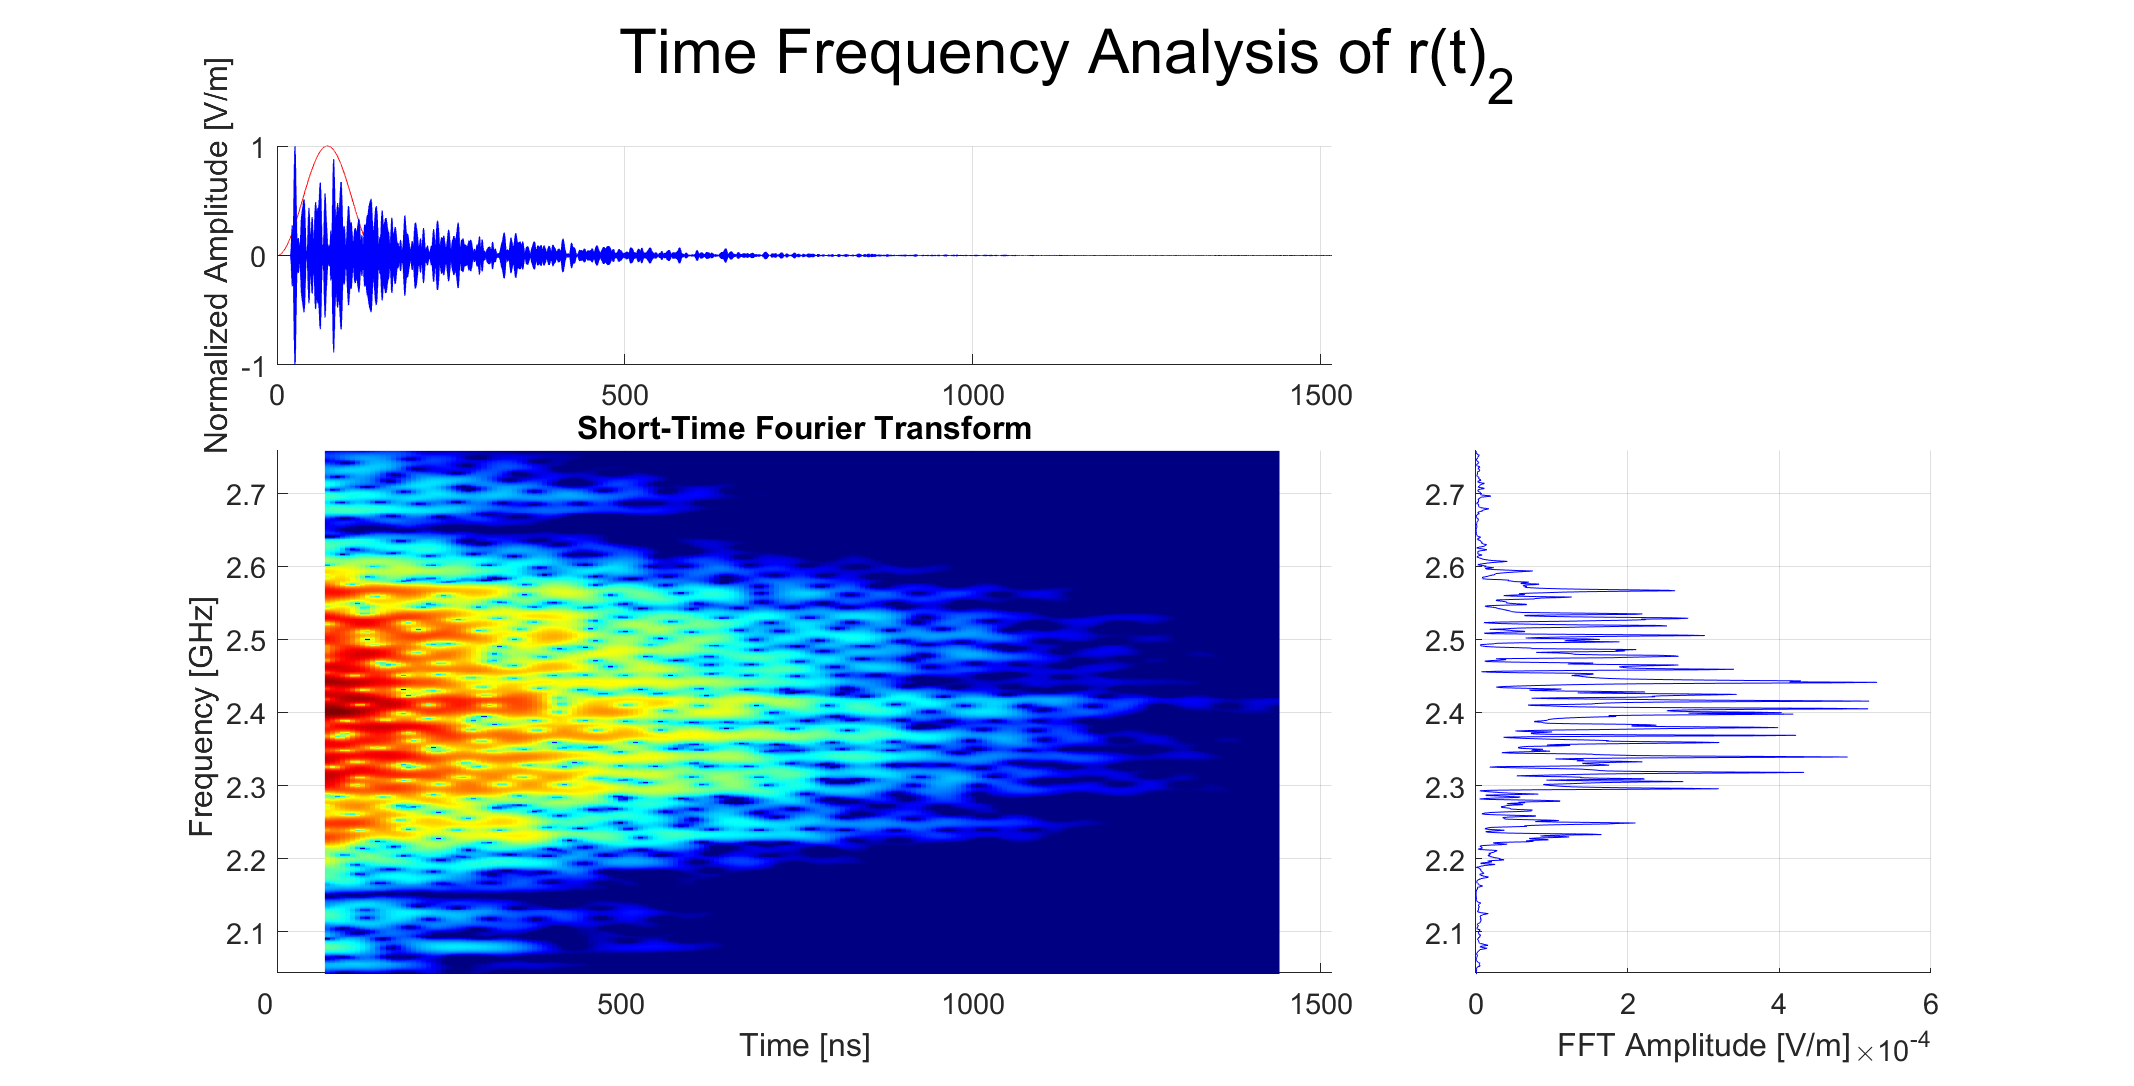 Time Frequency Analysis of r(t)₂
Normalized Amplitude [V/m]
1
0
-1
0 500 1000 1500
Short-Time Fourier Transform
Frequency [GHz]
2.7
2.6
2.5
2.4
2.3
2.2
2.1
0 500 1000 1500
Time [ns]
2.7
2.6
2.5
2.4
2.3
2.2
2.1
0 2 4 6
FFT Amplitude [V/m] ×10⁻⁴